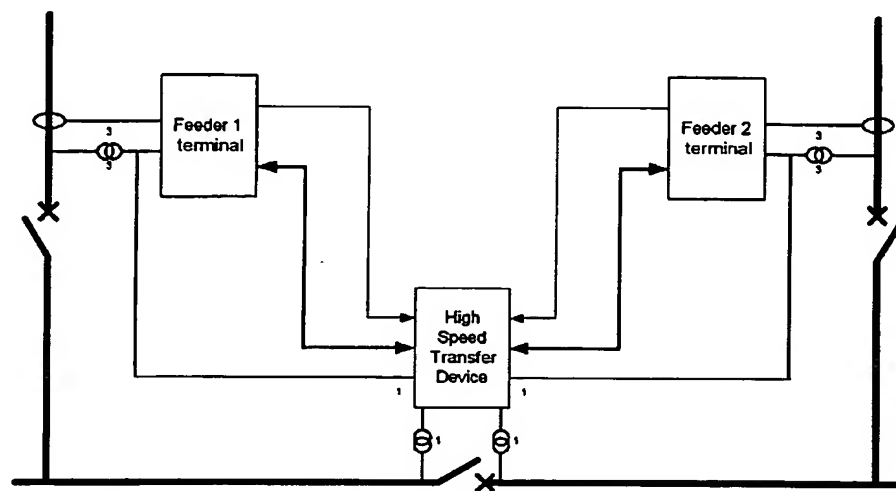 Feeder 1
terminal
3
3
Feeder 2
terminal
3
3
High
Speed
Transfer
Device
1
1
1
1